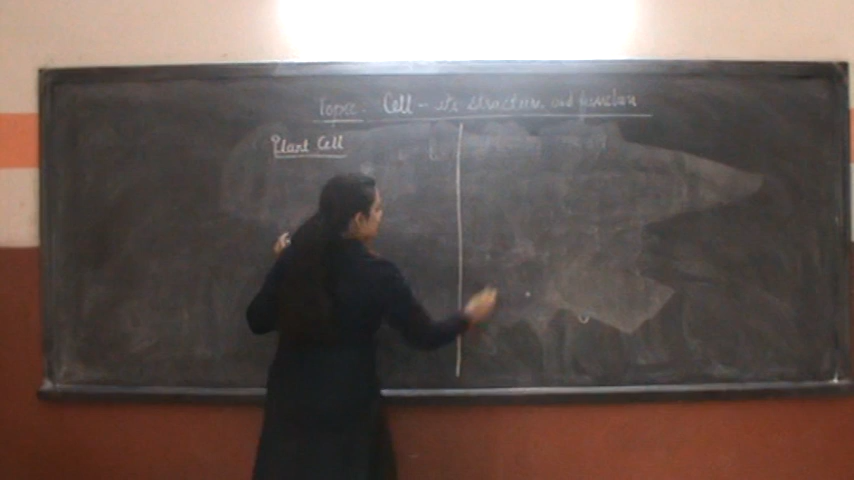 Topic - Cell - its structure and function
Plant Cell